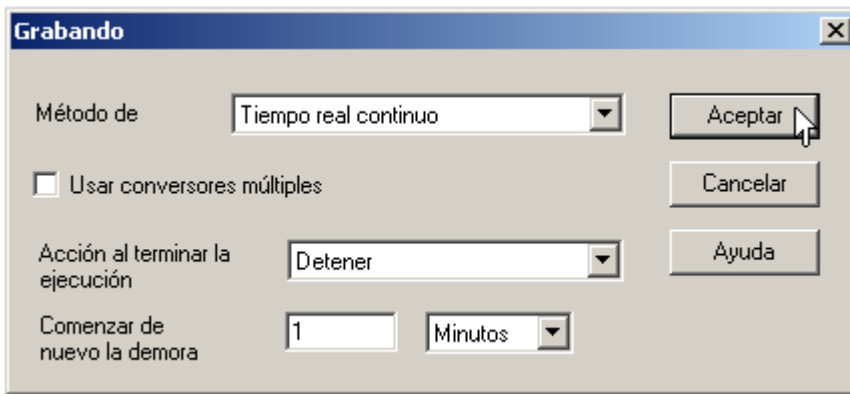 Grabando
Método de
Tiempo real continuo
Aceptar
Usar conversores múltiples
Cancelar
Acción al terminar la
ejecución
Detener
Ayuda
Comenzar de
nuevo la demora
1
Minutos